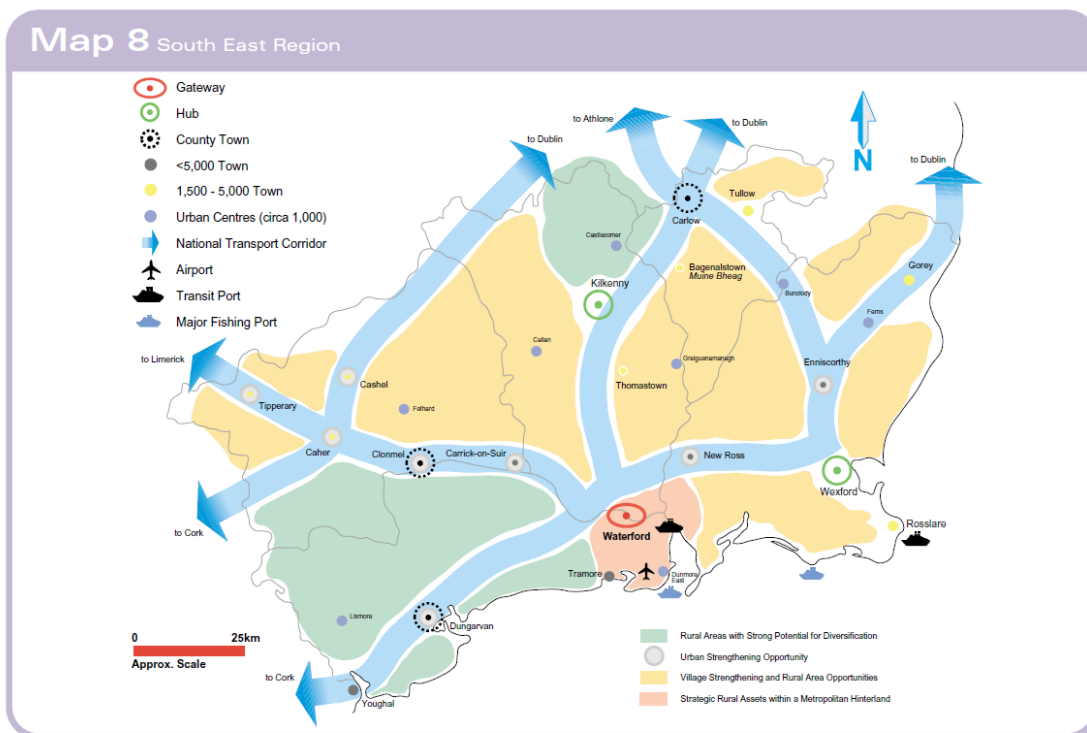 Map 8 South East Region
Gateway
Hub
County Town
<5,000 Town
1,500 - 5,000 Town
Urban Centres (circa 1,000)
National Transport Corridor
Airport
Transit Port
Major Fishing Port
to Dublin
to Athlone
to Dublin
N
to Dublin
Tullow
Carlow
Castlecomer
Bagenalstown
Muine Bheag
Gorey
Kilkenny
Bunclody
Ferns
to Limerick
Callan
Graiguenamanagh
Enniscorthy
Thomastown
Cashel
Tipperary
Fethard
Caher
Clonmel
Carrick-on-Suir
New Ross
Wexford
to Cork
Waterford
Rosslare
Tramore
Dunmore
East
Lismore
Dungarvan
0 25km
Approx. Scale
to Cork
Youghal
Rural Areas with Strong Potential for Diversification
Urban Strengthening Opportunity
Village Strengthening and Rural Area Opportunities
Strategic Rural Assets within a Metropolitan Hinterland